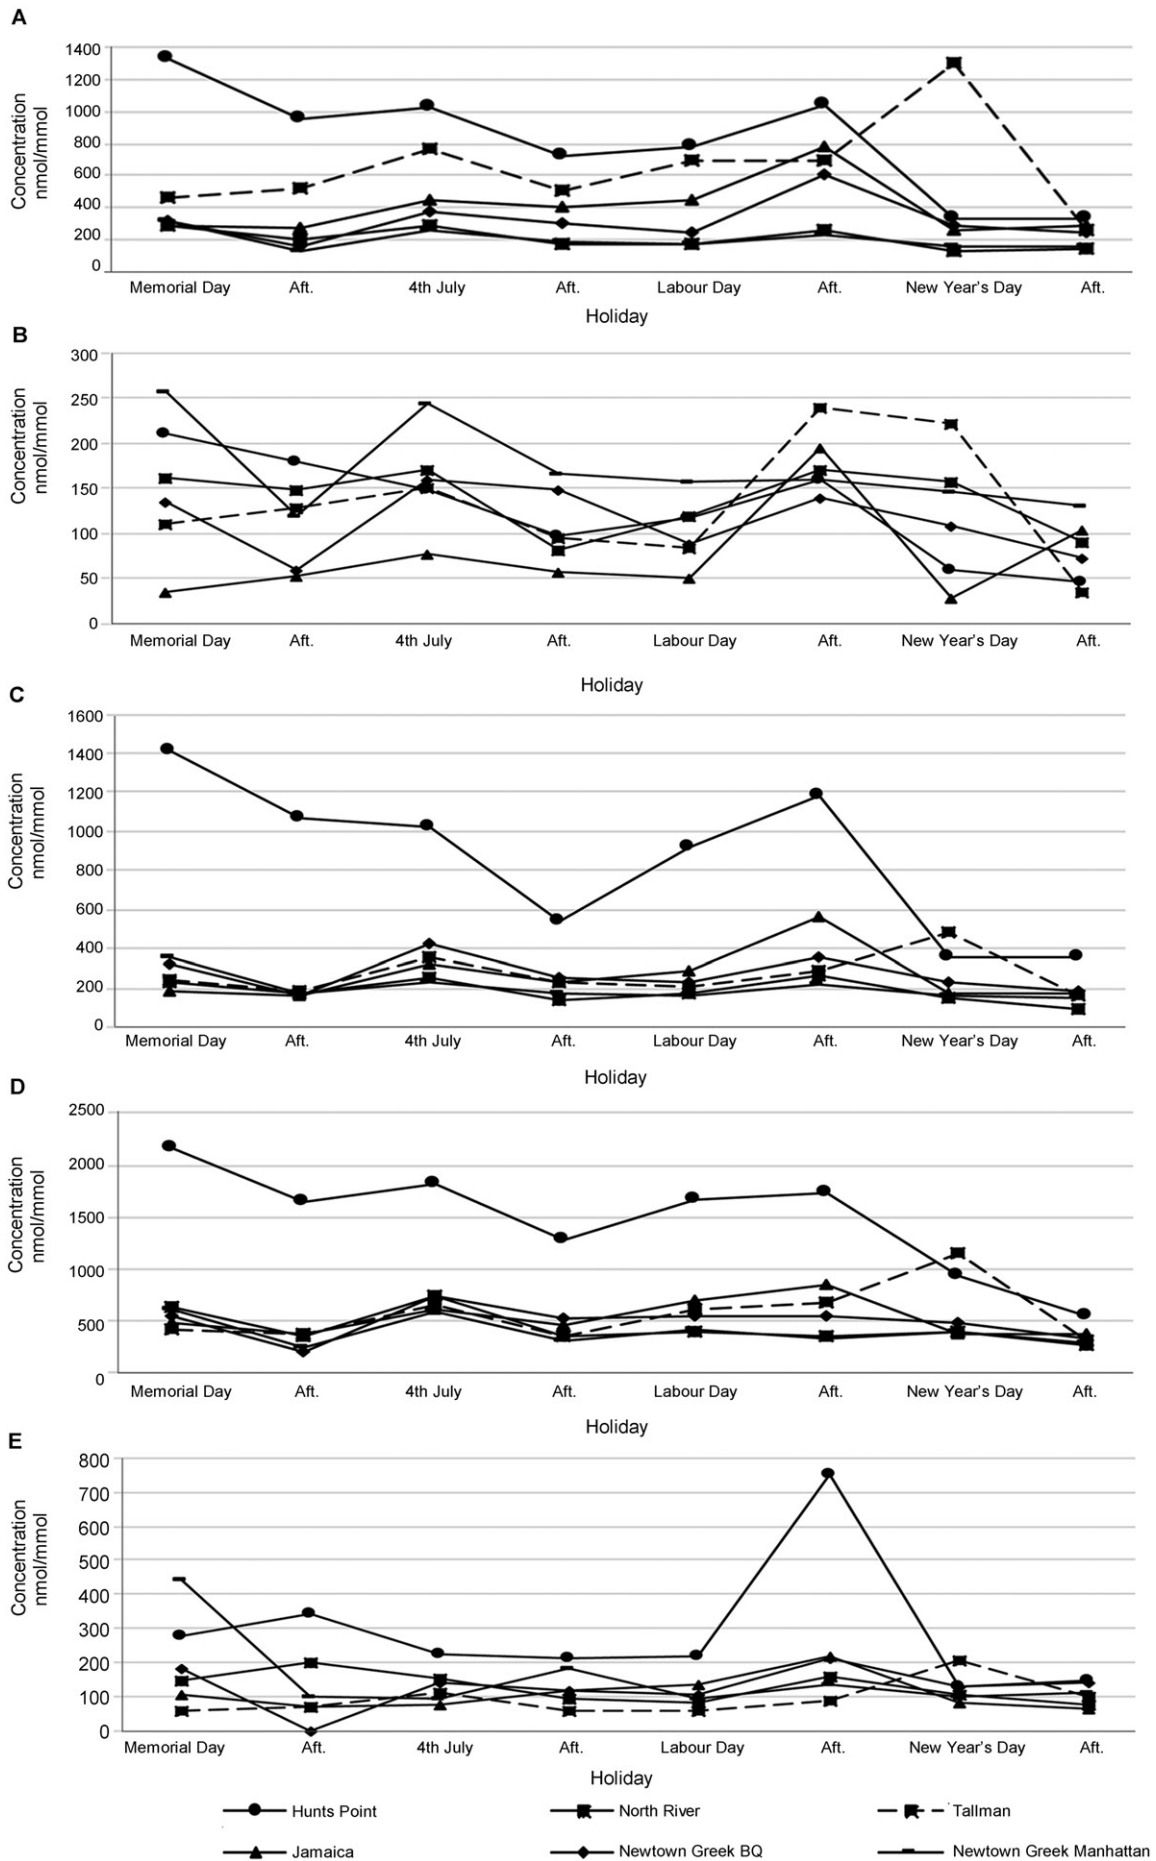 A
1400
1200
1000
800
600
400
200
0
Concentration
nmol/mmol
Memorial Day Aft. 4th July Aft. Labour Day Aft. New Year's Day Aft.
Holiday
B
300
250
200
150
100
50
0
Concentration
nmol/mmol
Memorial Day Aft. 4th July Aft. Labour Day Aft. New Year's Day Aft.
Holiday
C
1600
1400
1200
1000
800
600
400
200
0
Concentration
nmol/mmol
Memorial Day Aft. 4th July Aft. Labour Day Aft. New Year's Day Aft.
Holiday
D
2500
2000
1500
1000
500
0
Concentration
nmol/mmol
Memorial Day Aft. 4th July Aft. Labour Day Aft. New Year's Day Aft.
Holiday
E
800
700
600
500
400
300
200
100
0
Concentration
nmol/mmol
Memorial Day Aft. 4th July Aft. Labour Day Aft. New Year's Day Aft.
Holiday
Hunts Point North River Tallman
Jamaica Newtown Greek BQ Newtown Greek Manhattan